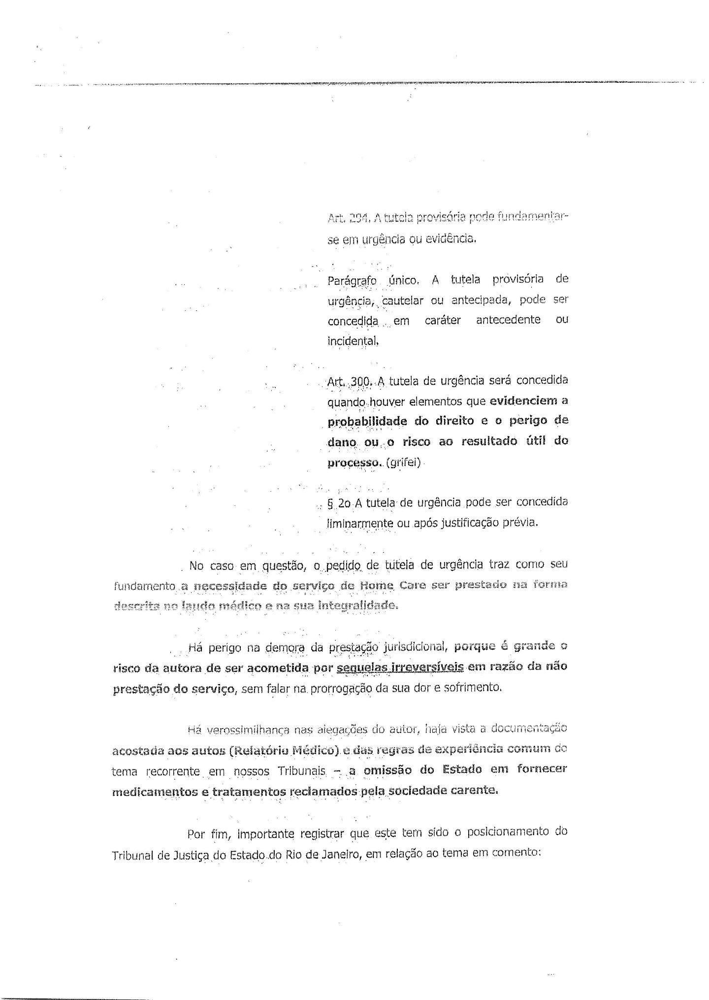 Art. 294. A tutela provisória pode fundamentar-
se em urgência ou evidência.
Parágrafo único. A tutela provisória de
urgência, cautelar ou antecipada, pode ser
concedida em caráter antecedente ou
incidental.
Art. 300. A tutela de urgência será concedida
quando houver elementos que evidenciem a
probabilidade do direito e o perigo de
dano ou o risco ao resultado útil do
processo. (grifei)
§ 2o A tutela de urgência pode ser concedida
liminarmente ou após justificação prévia.
No caso em questão, o pedido de tutela de urgência traz como seu
fundamento a necessidade do serviço de Home Care ser prestado na forma
descrita no laudo médico e na sua integralidade.
Há perigo na demora da prestação jurisdicional, porque é grande o
risco da autora de ser acometida por sequelas irreversíveis em razão da não
prestação do serviço, sem falar na prorrogação da sua dor e sofrimento.
Há verossimilhança nas alegações do autor, haja vista a documentação
acostada aos autos (Relatório Médico) e das regras de experiência comum do
tema recorrente em nossos Tribunais – a omissão do Estado em fornecer
medicamentos e tratamentos reclamados pela sociedade carente.
Por fim, importante registrar que este tem sido o posicionamento do
Tribunal de Justiça do Estado do Rio de Janeiro, em relação ao tema em comento: